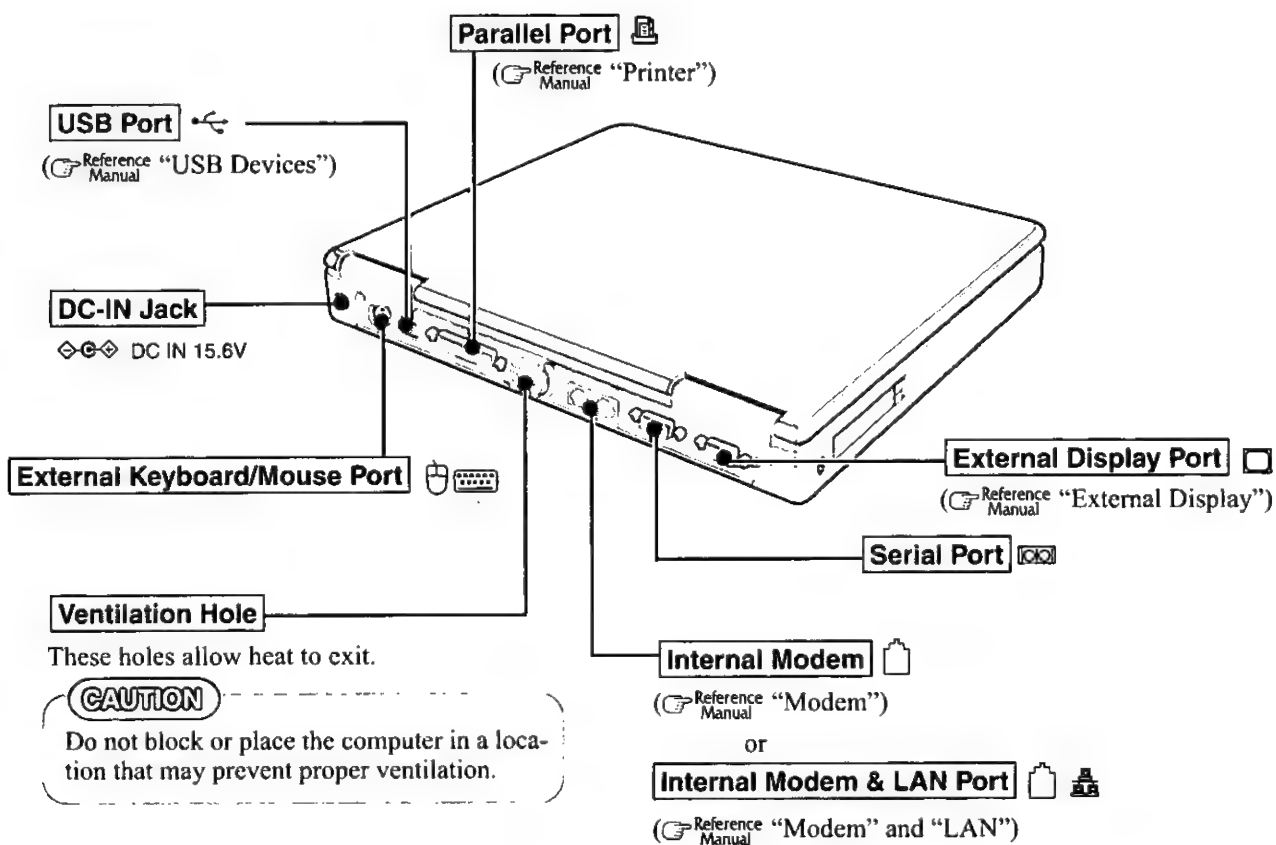 Parallel Port
(Reference Manual "Printer")
USB Port
(Reference Manual "USB Devices")
DC-IN Jack
DC IN 15.6V
External Keyboard/Mouse Port
External Display Port
(Reference Manual "External Display")
Serial Port
Ventilation Hole
These holes allow heat to exit.
CAUTION
Do not block or place the computer in a loca-
tion that may prevent proper ventilation.
Internal Modem
(Reference Manual "Modem")
or
Internal Modem & LAN Port
(Reference Manual "Modem" and "LAN")